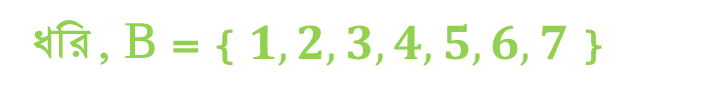 ধরি, B = { 1, 2, 3, 4, 5, 6, 7 }